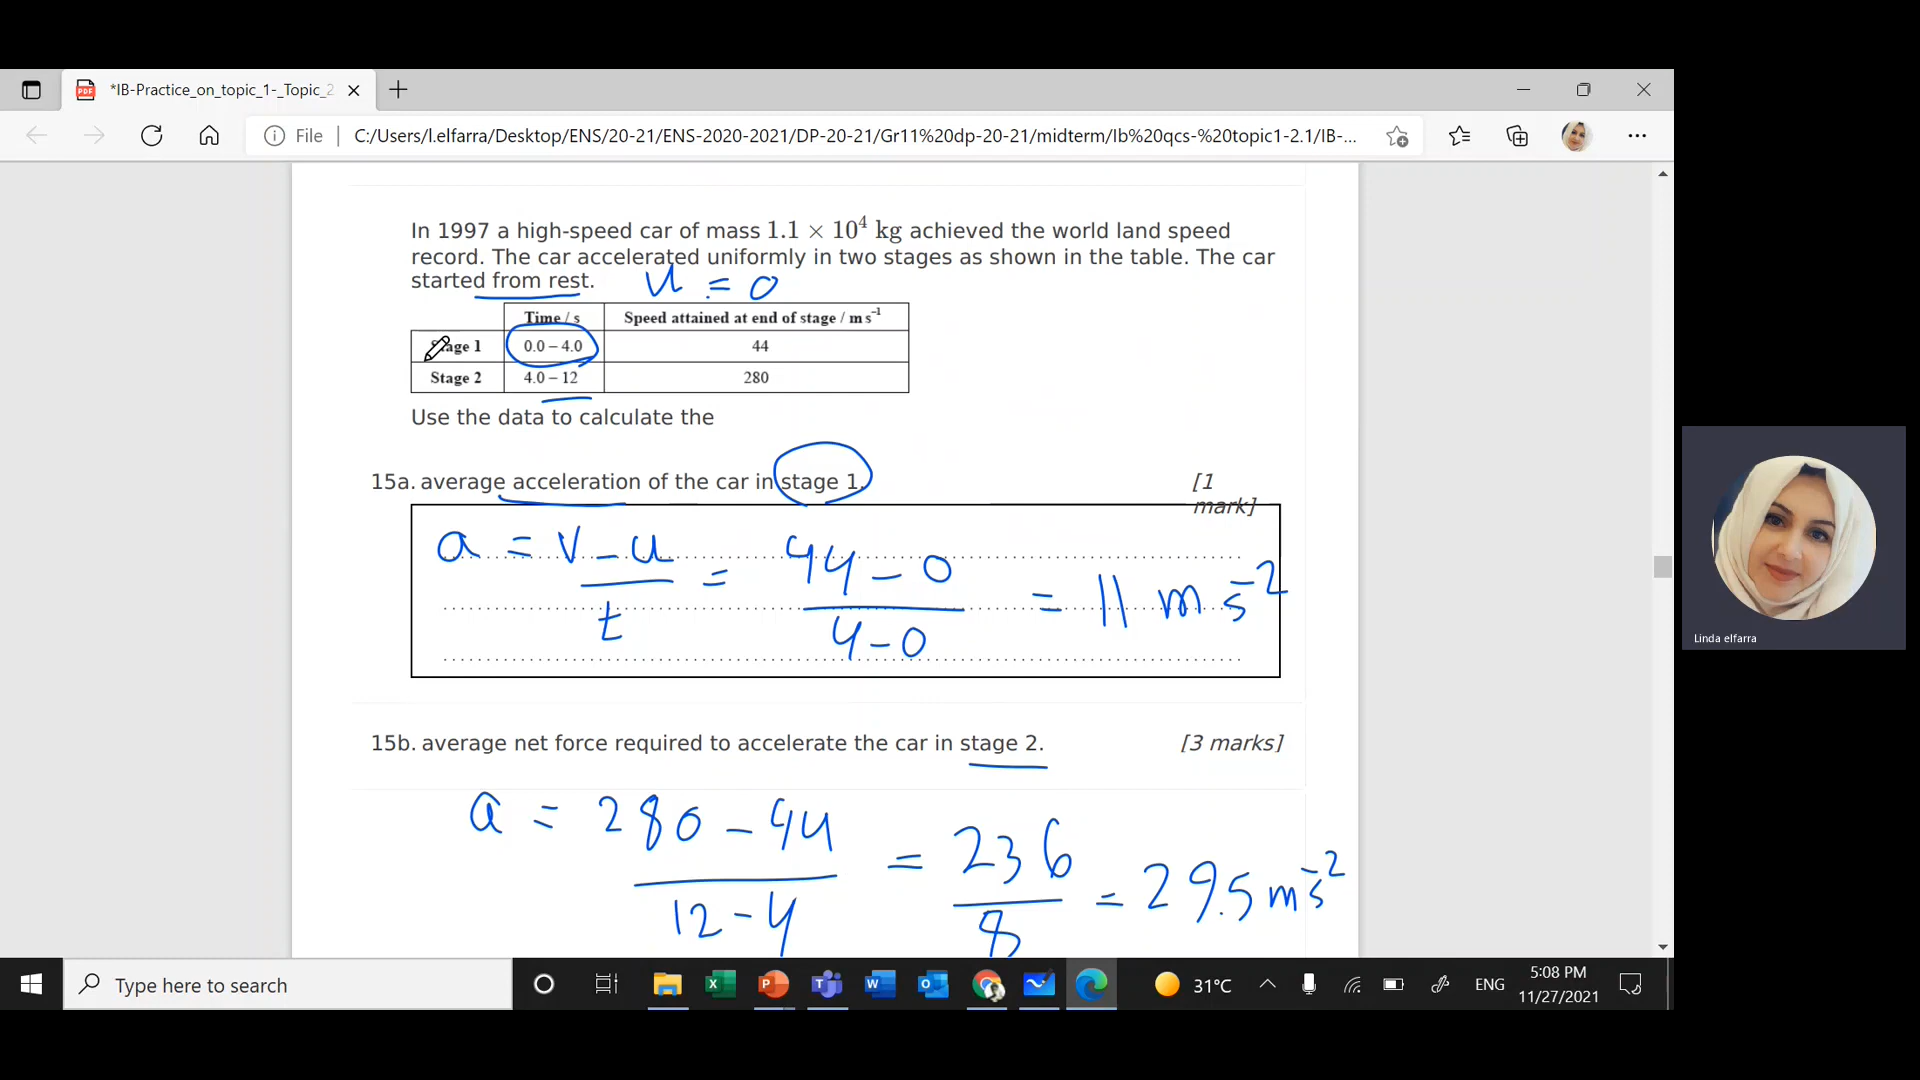 *IB-Practice_on_topic_1-_Topic_2
File
C:/Users/l.elfarra/Desktop/ENS/20-21/ENS-2020-2021/DP-20-21/Gr11%20dp-20-21/midterm/Ib%20qcs-%20topic1-2.1/IB-...
In 1997 a high-speed car of mass 1.1 × 10⁴ kg achieved the world land speed
record. The car accelerated uniformly in two stages as shown in the table. The car
started from rest. u = 0
Time / s Speed attained at end of stage / m s⁻¹
age 1 0.0 – 4.0 44
Stage 2 4.0 – 12 280
Use the data to calculate the
15a. average acceleration of the car in stage 1. [1
mark]
a = v - u / t = 44 - 0 / 4 - 0 = 11 m s⁻²
15b. average net force required to accelerate the car in stage 2. [3 marks]
a = 280 - 44 / 12 - 4 = 236 / 8 = 29.5 m s⁻²
Linda elfarra
Type here to search
31°C
ENG
5:08 PM
11/27/2021